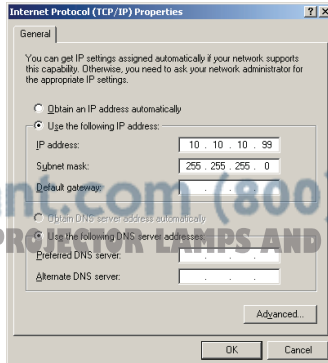 Internet Protocol (TCP/IP) Properties
General
You can get IP settings assigned automatically if your network supports
this capability. Otherwise, you need to ask your network administrator for
the appropriate IP settings.
Obtain an IP address automatically
Use the following IP address:
IP address: 10 . 10 . 10 . 99
Subnet mask: 255 . 255 . 255 . 0
Default gateway: . . .
nt.com (800)
Obtain DNS server address automatically
Use the following DNS server addresses:
PROJECTOR LAMPS AND
Preferred DNS server: . . .
Alternate DNS server: . . .
Advanced...
OK Cancel